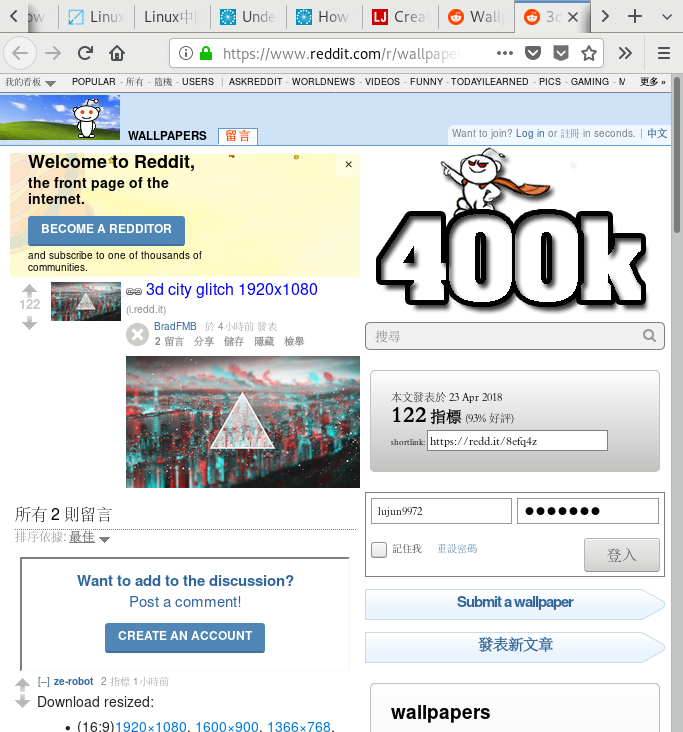 Linux
Linux中
Unde
How
LJ Crea
Wall
3d
https://www.reddit.com/r/wallpaper
我的看板 POPULAR - 所有 - 隨機 - USERS | ASKREDDIT - WORLDNEWS - VIDEOS - FUNNY - TODAYILEARNED - PICS - GAMING - M 更多 »
WALLPAPERS 留言
Want to join? Log in or 註冊 in seconds. | 中文
Welcome to Reddit,
the front page of the
internet.
×
BECOME A REDDITOR
and subscribe to one of thousands of
communities.
400k
122
3d city glitch 1920x1080
(i.redd.it)
BradFMB 於 4小時前 發表
2 留言 分享 儲存 隱藏 檢舉
搜尋
本文發表於 23 Apr 2018
122 指標 (93% 好評)
shortlink: https://redd.it/8efq4z
所有 2 則留言
排序依據: 最佳
lujun9972 ●●●●●●●
記住我 重設密碼 登入
Want to add to the discussion?
Post a comment!
CREATE AN ACCOUNT
Submit a wallpaper
發表新文章
[–] ze-robot 2 指標 1小時前
Download resized:
• (16:9)1920×1080, 1600×900, 1366×768,
wallpapers